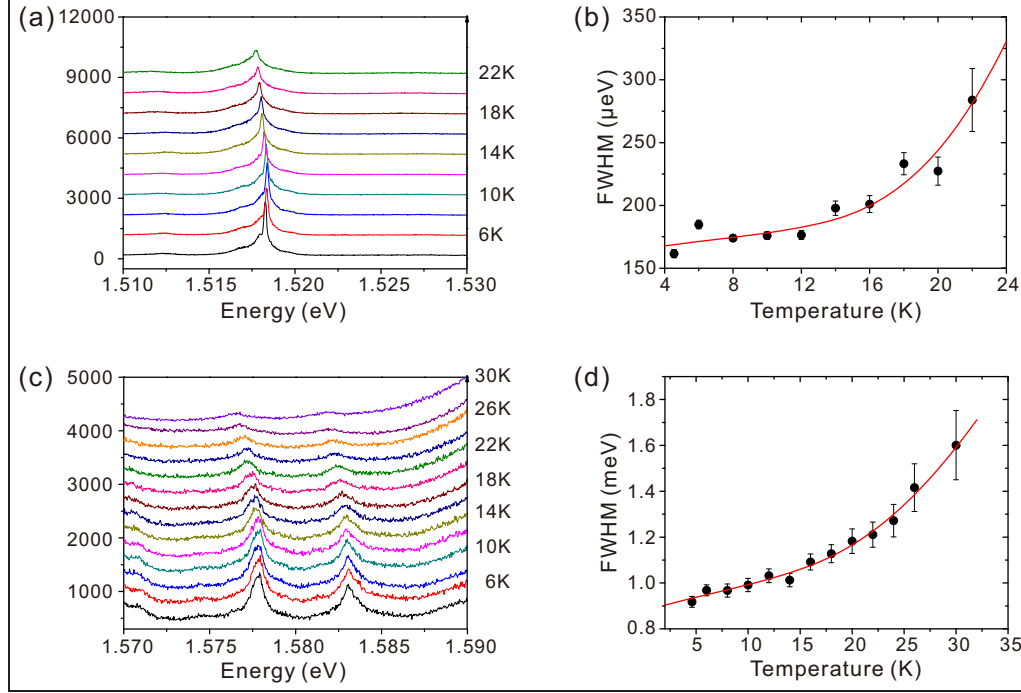 (a)
12000
9000
6000
3000
0
22K
18K
14K
10K
6K
1.510 1.515 1.520 1.525 1.530
Energy (eV)
(b)
350
300
250
200
150
FWHM (µeV)
4 8 12 16 20 24
Temperature (K)
(c)
5000
4000
3000
2000
1000
30K
26K
22K
18K
14K
10K
6K
1.570 1.575 1.580 1.585 1.590
Energy (eV)
(d)
1.8
1.6
1.4
1.2
1.0
0.8
FWHM (meV)
5 10 15 20 25 30 35
Temperature (K)